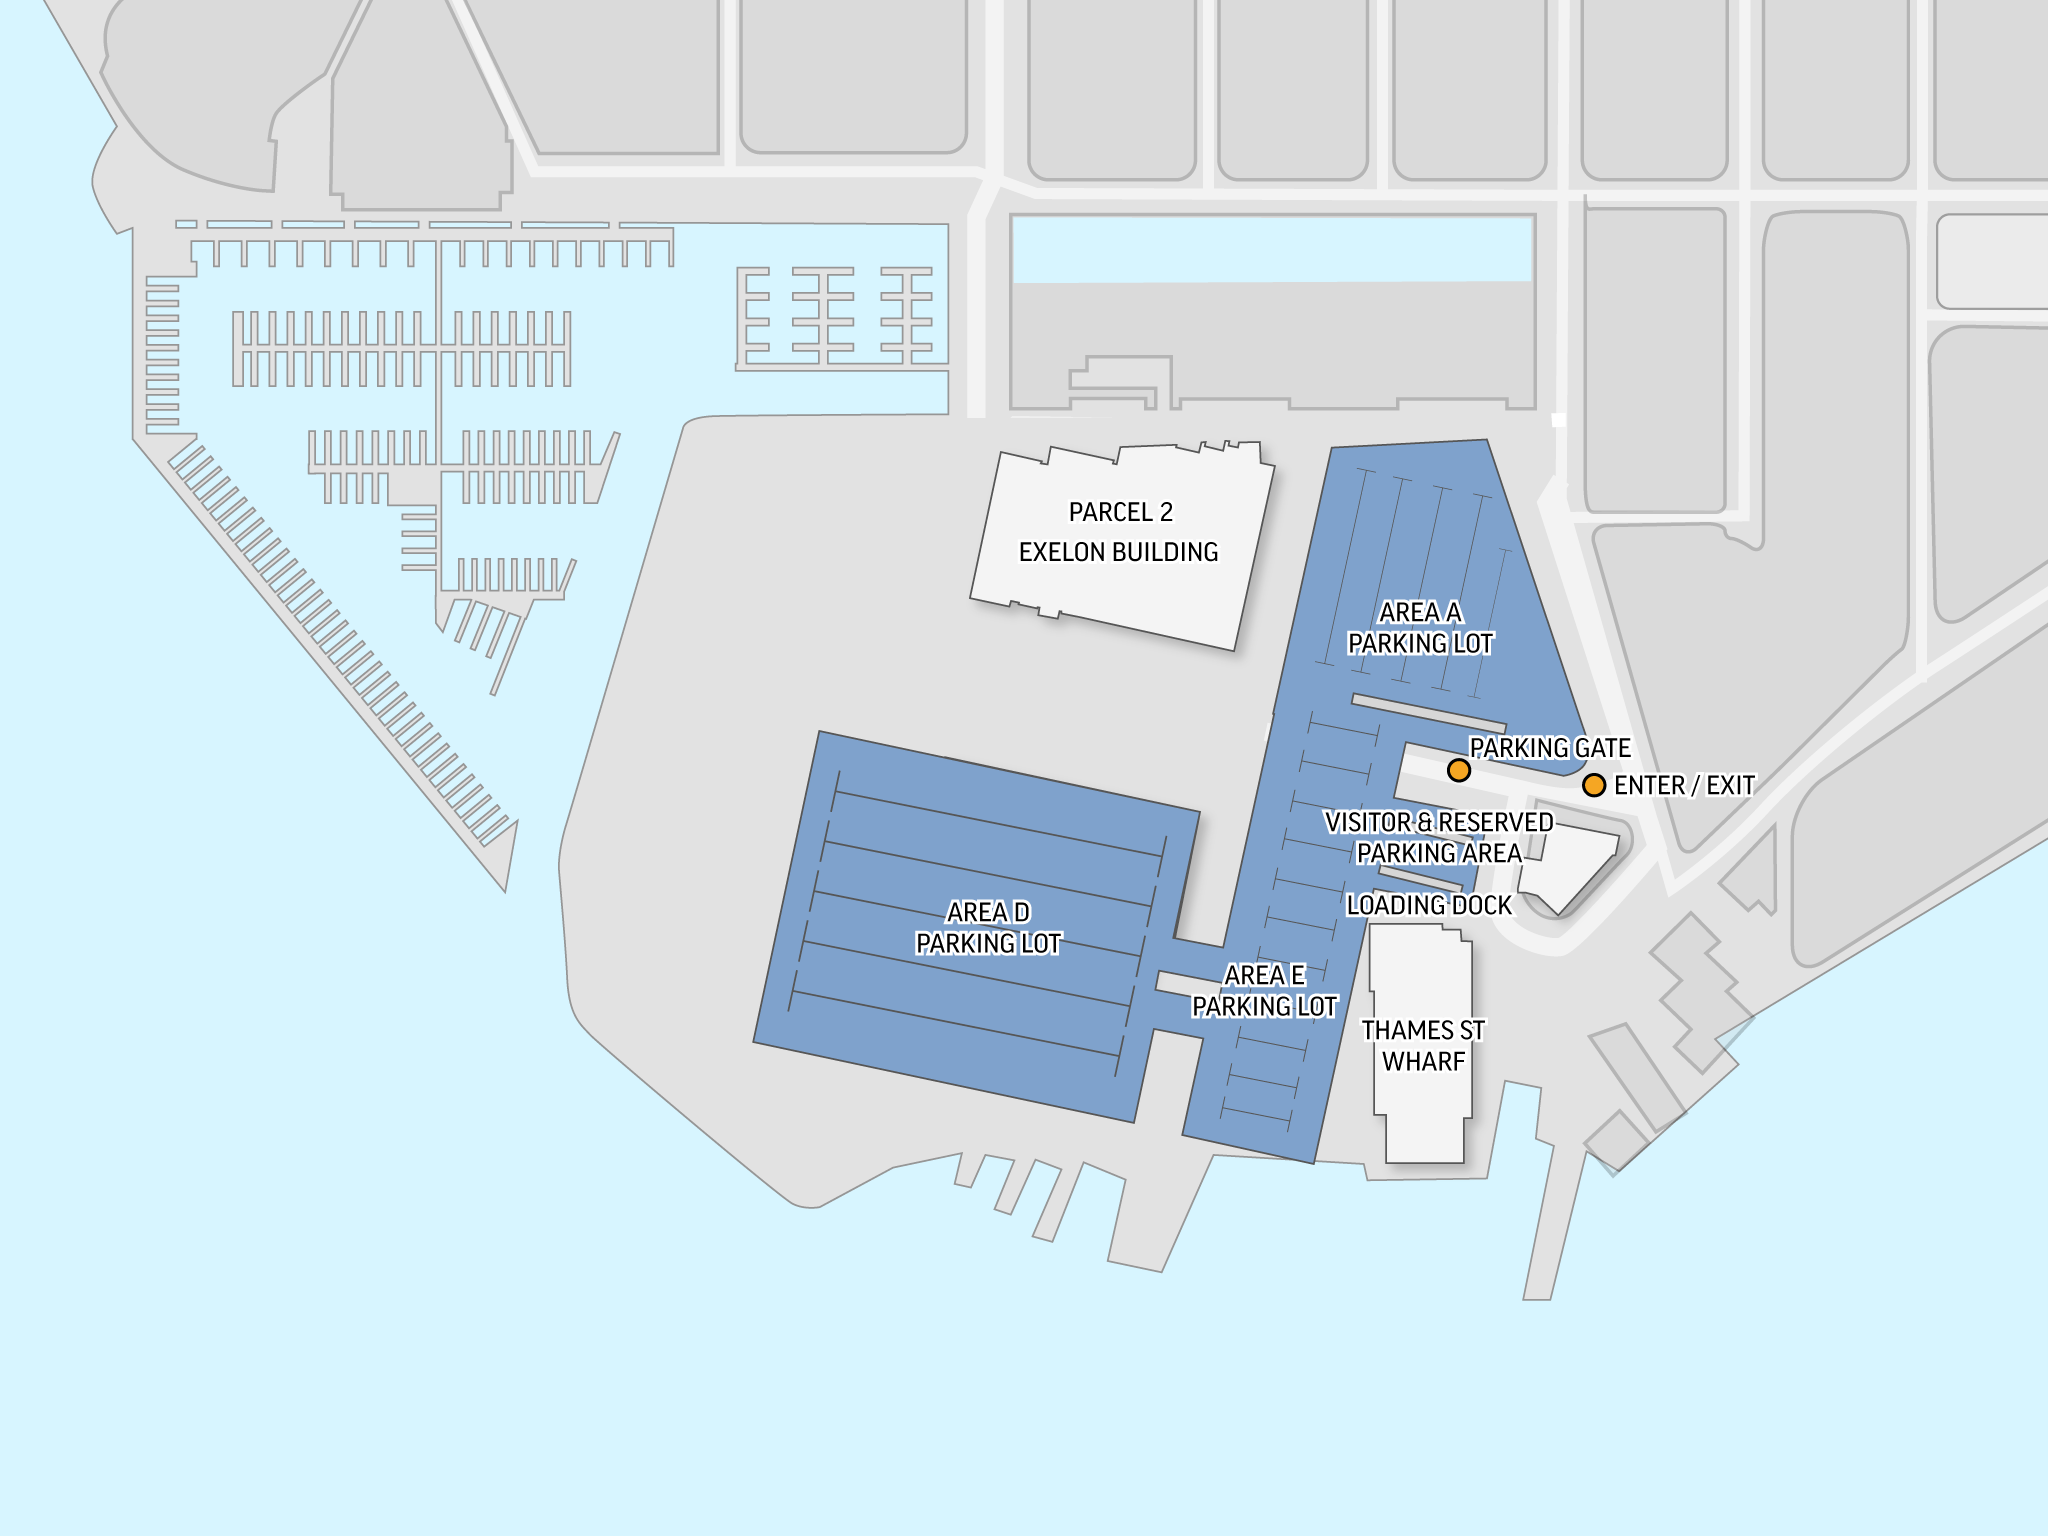 PARCEL 2
EXELON BUILDING
AREA A
PARKING LOT
PARKING GATE
ENTER / EXIT
VISITOR & RESERVED
PARKING AREA
LOADING DOCK
AREA D
PARKING LOT
AREA E
PARKING LOT
THAMES ST
WHARF